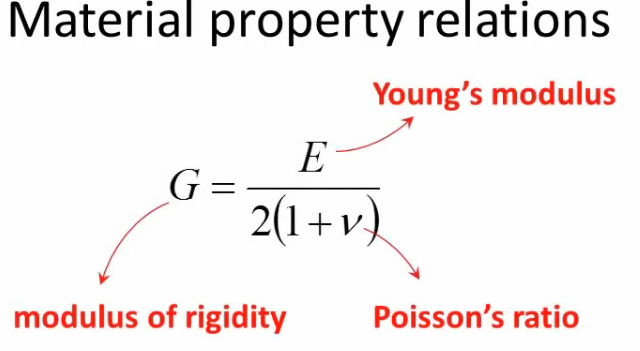 Material property relations
Young's modulus
G = E / 2(1 + ν)
modulus of rigidity
Poisson's ratio